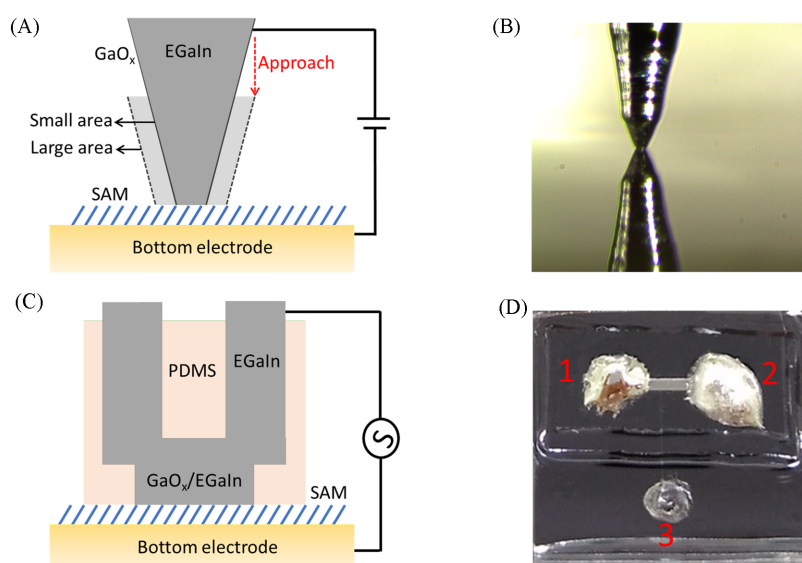 (A)
GaOx
EGaIn
Approach
Small area
Large area
SAM
Bottom electrode
(B)
(C)
PDMS
EGaIn
GaOx/EGaIn
SAM
Bottom electrode
S
(D)
1
2
3